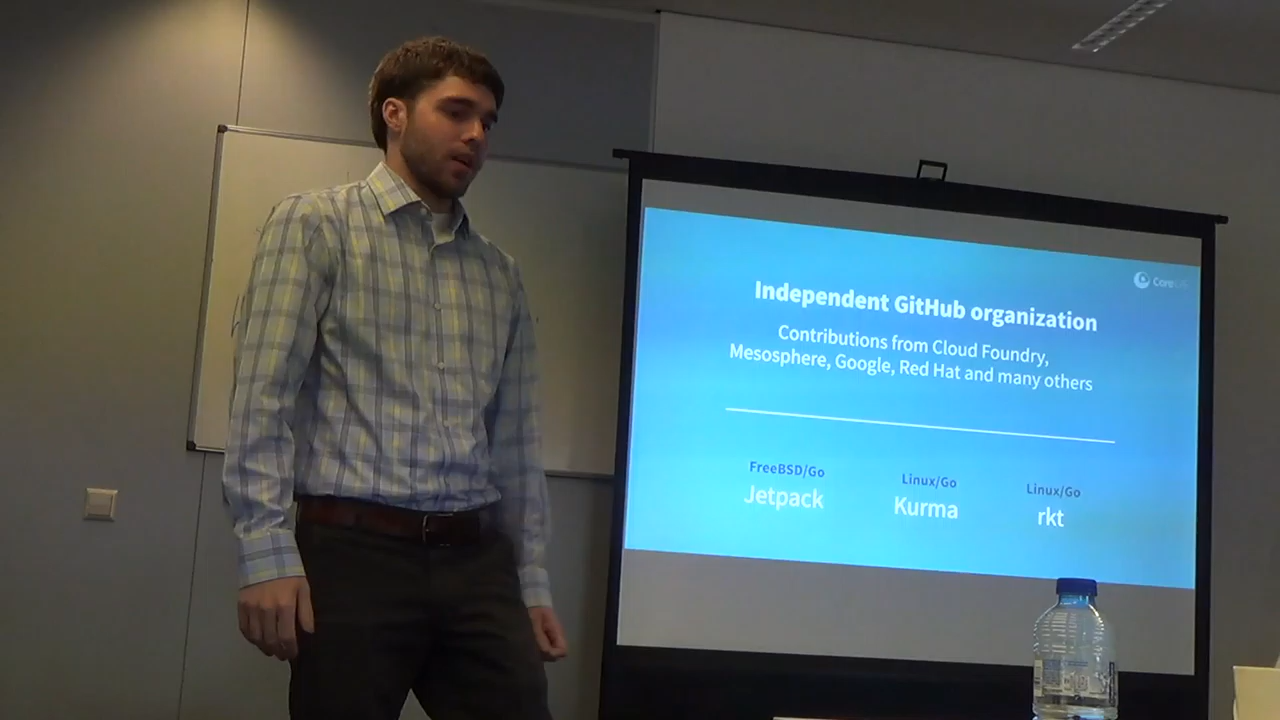 CoreOS
Independent GitHub organization
Contributions from Cloud Foundry,
Mesosphere, Google, Red Hat and many others
FreeBSD/Go
Jetpack
Linux/Go
Kurma
Linux/Go
rkt